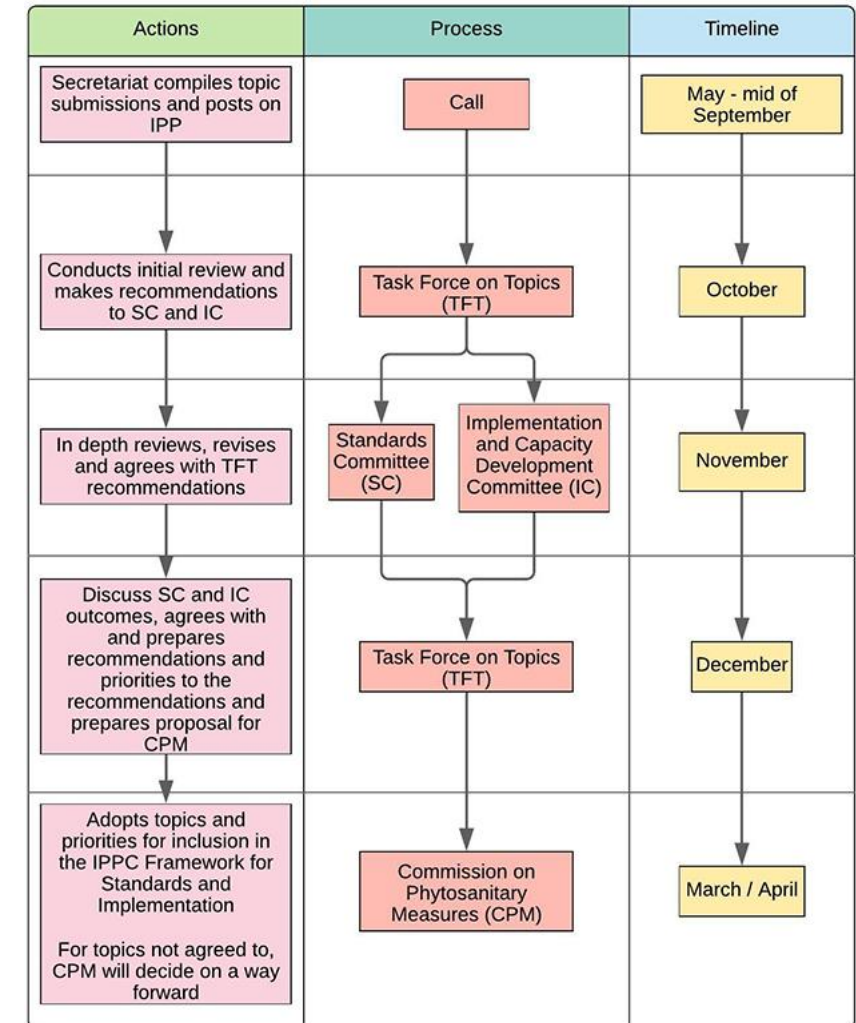 Actions
Process
Timeline
Secretariat compiles topic
submissions and posts on
IPP
Call
May - mid of
September
Conducts initial review and
makes recommendations
to SC and IC
Task Force on Topics
(TFT)
October
In depth reviews, revises
and agrees with TFT
recommendations
Standards
Committee
(SC)
Implementation
and Capacity
Development
Committee (IC)
November
Discuss SC and IC
outcomes, agrees with
and prepares
recommendations and
priorities to the
recommendations and
prepares proposal for
CPM
Task Force on Topics
(TFT)
December
Adopts topics and
priorities for inclusion in
the IPPC Framework for
Standards and
Implementation
For topics not agreed to,
CPM will decide on a way
forward
Commission on
Phytosanitary
Measures (CPM)
March / April